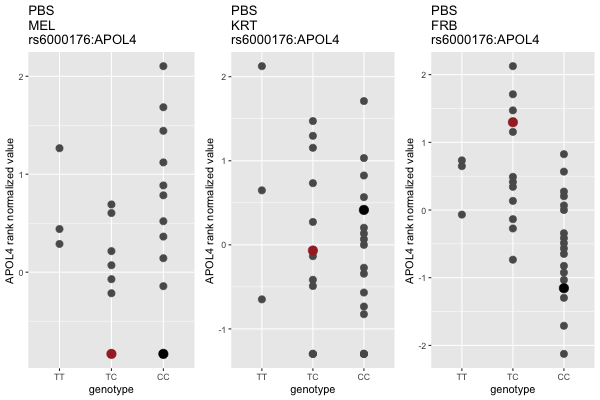 PBS
MEL
rs6000176:APOL4
APOL4 rank normalized value
2
1
0
TT
TC
CC
genotype
PBS
KRT
rs6000176:APOL4
APOL4 rank normalized value
2
1
0
-1
TT
TC
CC
genotype
PBS
FRB
rs6000176:APOL4
APOL4 rank normalized value
2
1
0
-1
-2
TT
TC
CC
genotype